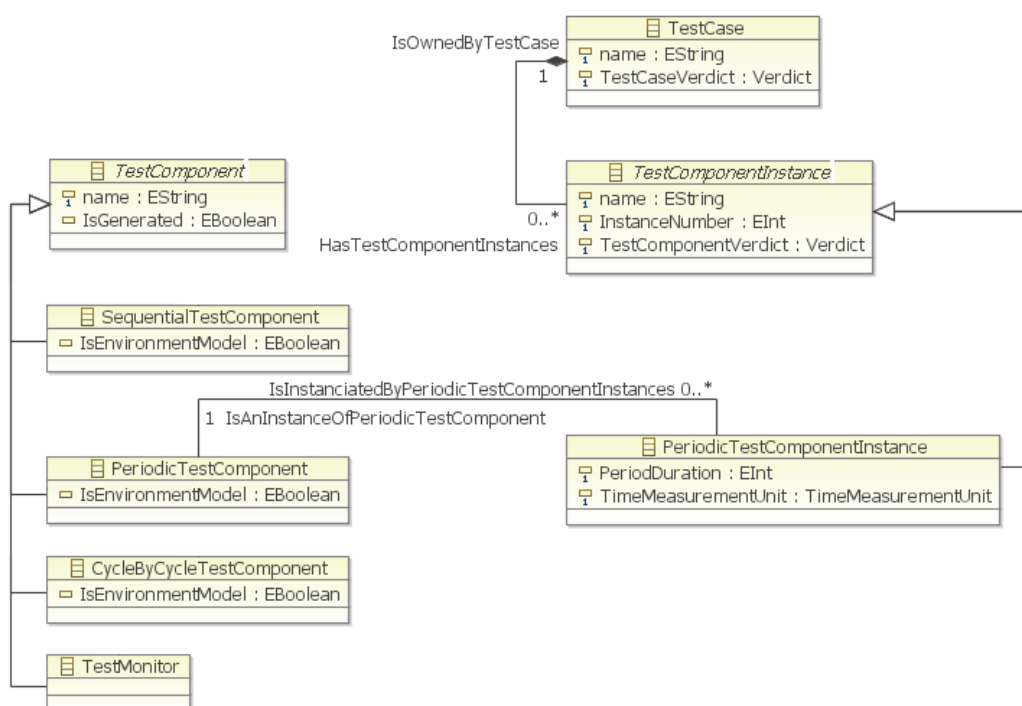 TestCase
name : EString
TestCaseVerdict : Verdict
IsOwnedByTestCase
1
TestComponent
name : EString
IsGenerated : EBoolean
TestComponentInstance
name : EString
InstanceNumber : EInt
TestComponentVerdict : Verdict
0..*
HasTestComponentInstances
SequentialTestComponent
IsEnvironmentModel : EBoolean
IsInstanciatedByPeriodicTestComponentInstances 0..*
1 IsAnInstanceOfPeriodicTestComponent
PeriodicTestComponent
IsEnvironmentModel : EBoolean
PeriodicTestComponentInstance
PeriodDuration : EInt
TimeMeasurementUnit : TimeMeasurementUnit
CycleByCycleTestComponent
IsEnvironmentModel : EBoolean
TestMonitor